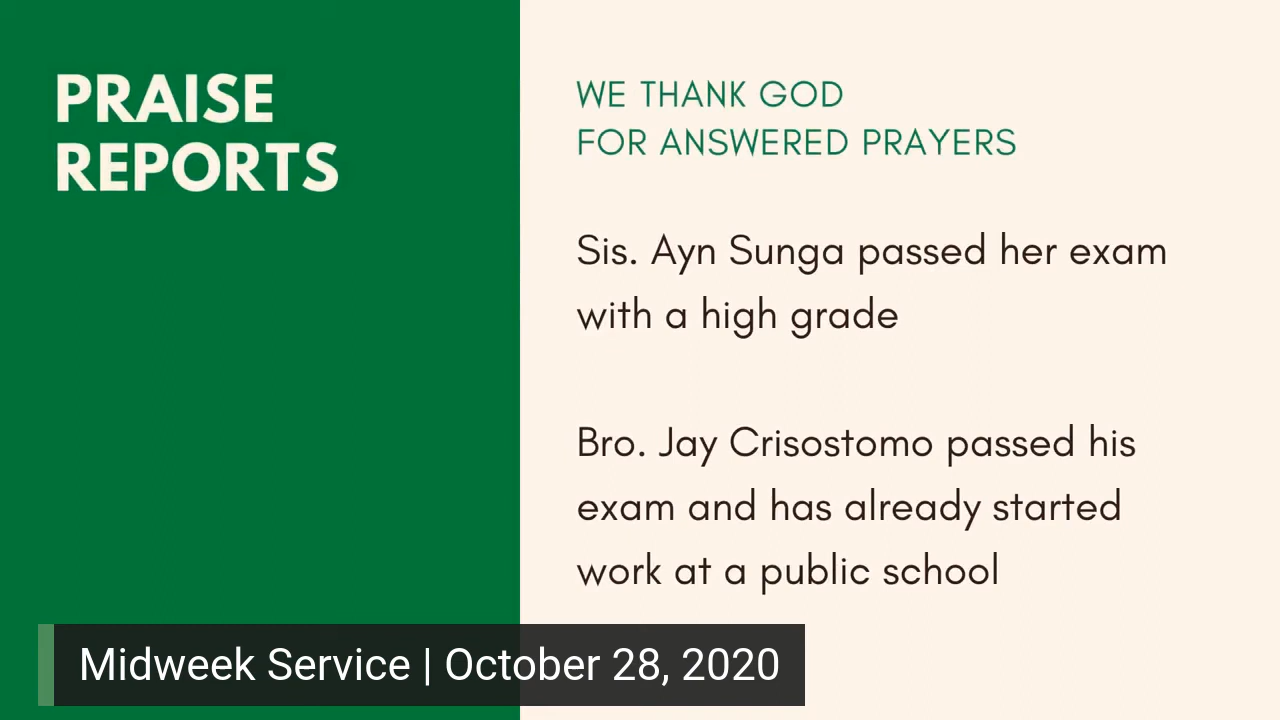 PRAISE
REPORTS
WE THANK GOD
FOR ANSWERED PRAYERS
Sis. Ayn Sunga passed her exam
with a high grade
Bro. Jay Crisostomo passed his
exam and has already started
work at a public school
Midweek Service | October 28, 2020